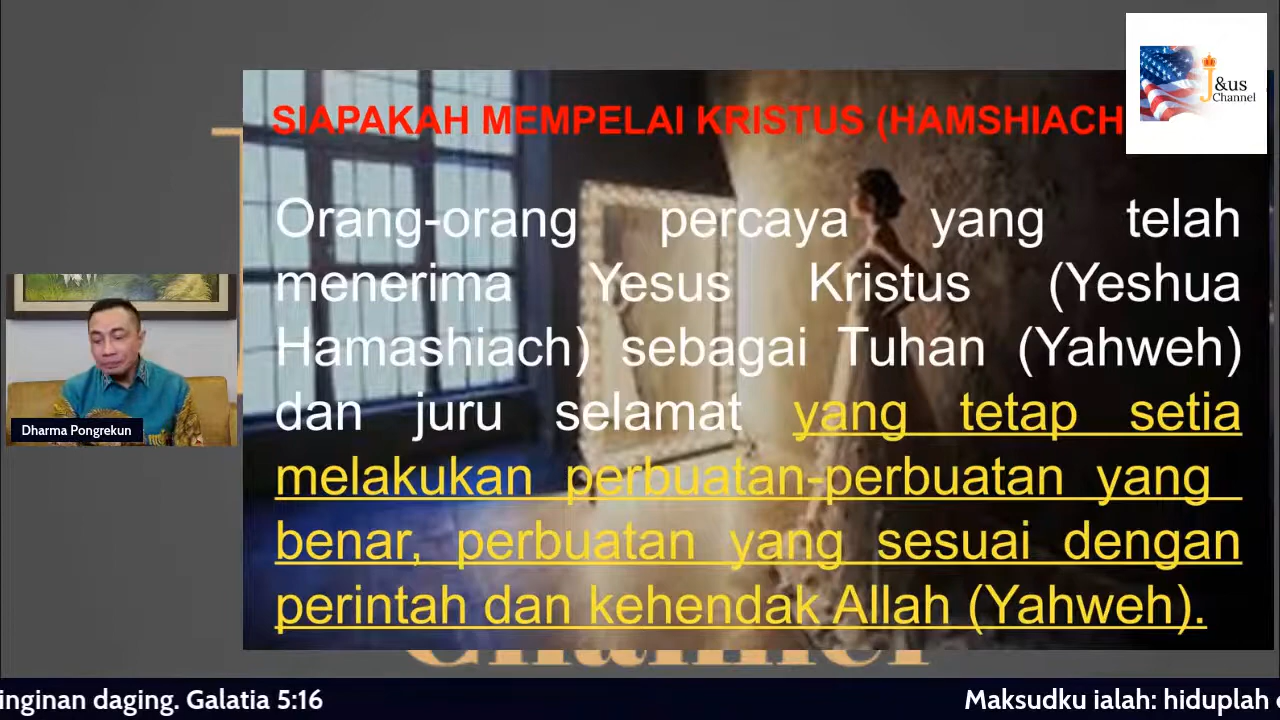 SIAPAKAH MEMPELAI KRISTUS (HAMSHIACH
J&us
Channel
Orang-orang percaya yang telah
menerima Yesus Kristus (Yeshua
Hamashiach) sebagai Tuhan (Yahweh)
dan juru selamat yang tetap setia
melakukan perbuatan-perbuatan yang
benar, perbuatan yang sesuai dengan
perintah dan kehendak Allah (Yahweh).
Dharma Pongrekun
inginan daging. Galatia 5:16 Maksudku ialah: hiduplah